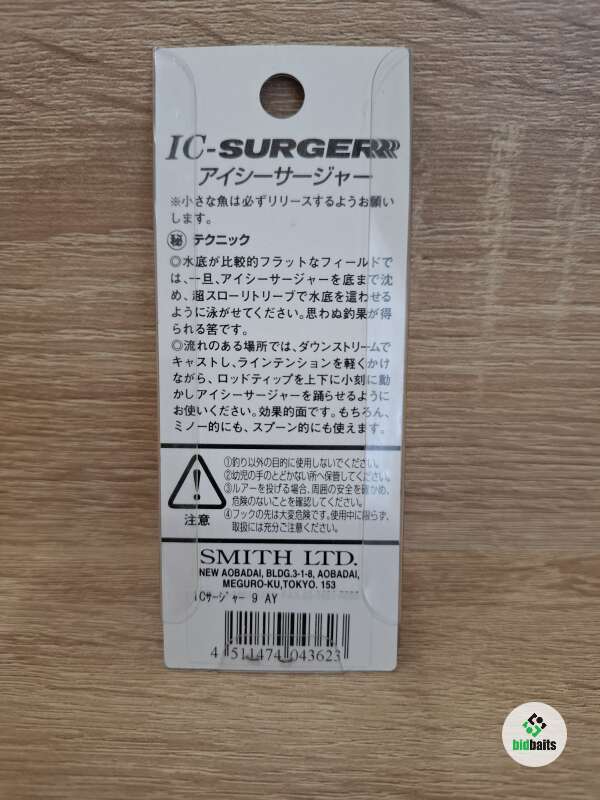 IC-SURGER
アイシーサージャー
※小さな魚は必ずリリースするようお願い
します。
㊙ テクニック
◎水底が比較的フラットなフィールドで
は、一旦、アイシーサージャーを底まで沈
め、超スローリトリーブで水底を這わせる
ように泳がせてください。思わぬ釣果が得
られる筈です。
◎流れのある場所では、ダウンストリームで
キャストし、ラインテンションを軽くかけ
ながら、ロッドティップを上下に小刻に動
かしアイシーサージャーを踊らせるように
お使いください。効果的面です。もちろん、
ミノー的にも、スプーン的にも使えます。
注意
①釣り以外の目的に使用しないでください。
②幼児の手のとどかない所へ保管してください。
③ルアーを投げる場合、周囲の安全を確かめ、
危険のないことを確認してください。
④フックの先は大変危険です。使用中に限らず、
取扱には充分ご注意ください。
SMITH LTD.
NEW AOBADAI, BLDG.3-1-8, AOBADAI,
MEGURO-KU,TOKYO. 153
ICサージャー 9 AY
4 511474 043623
bidbaits